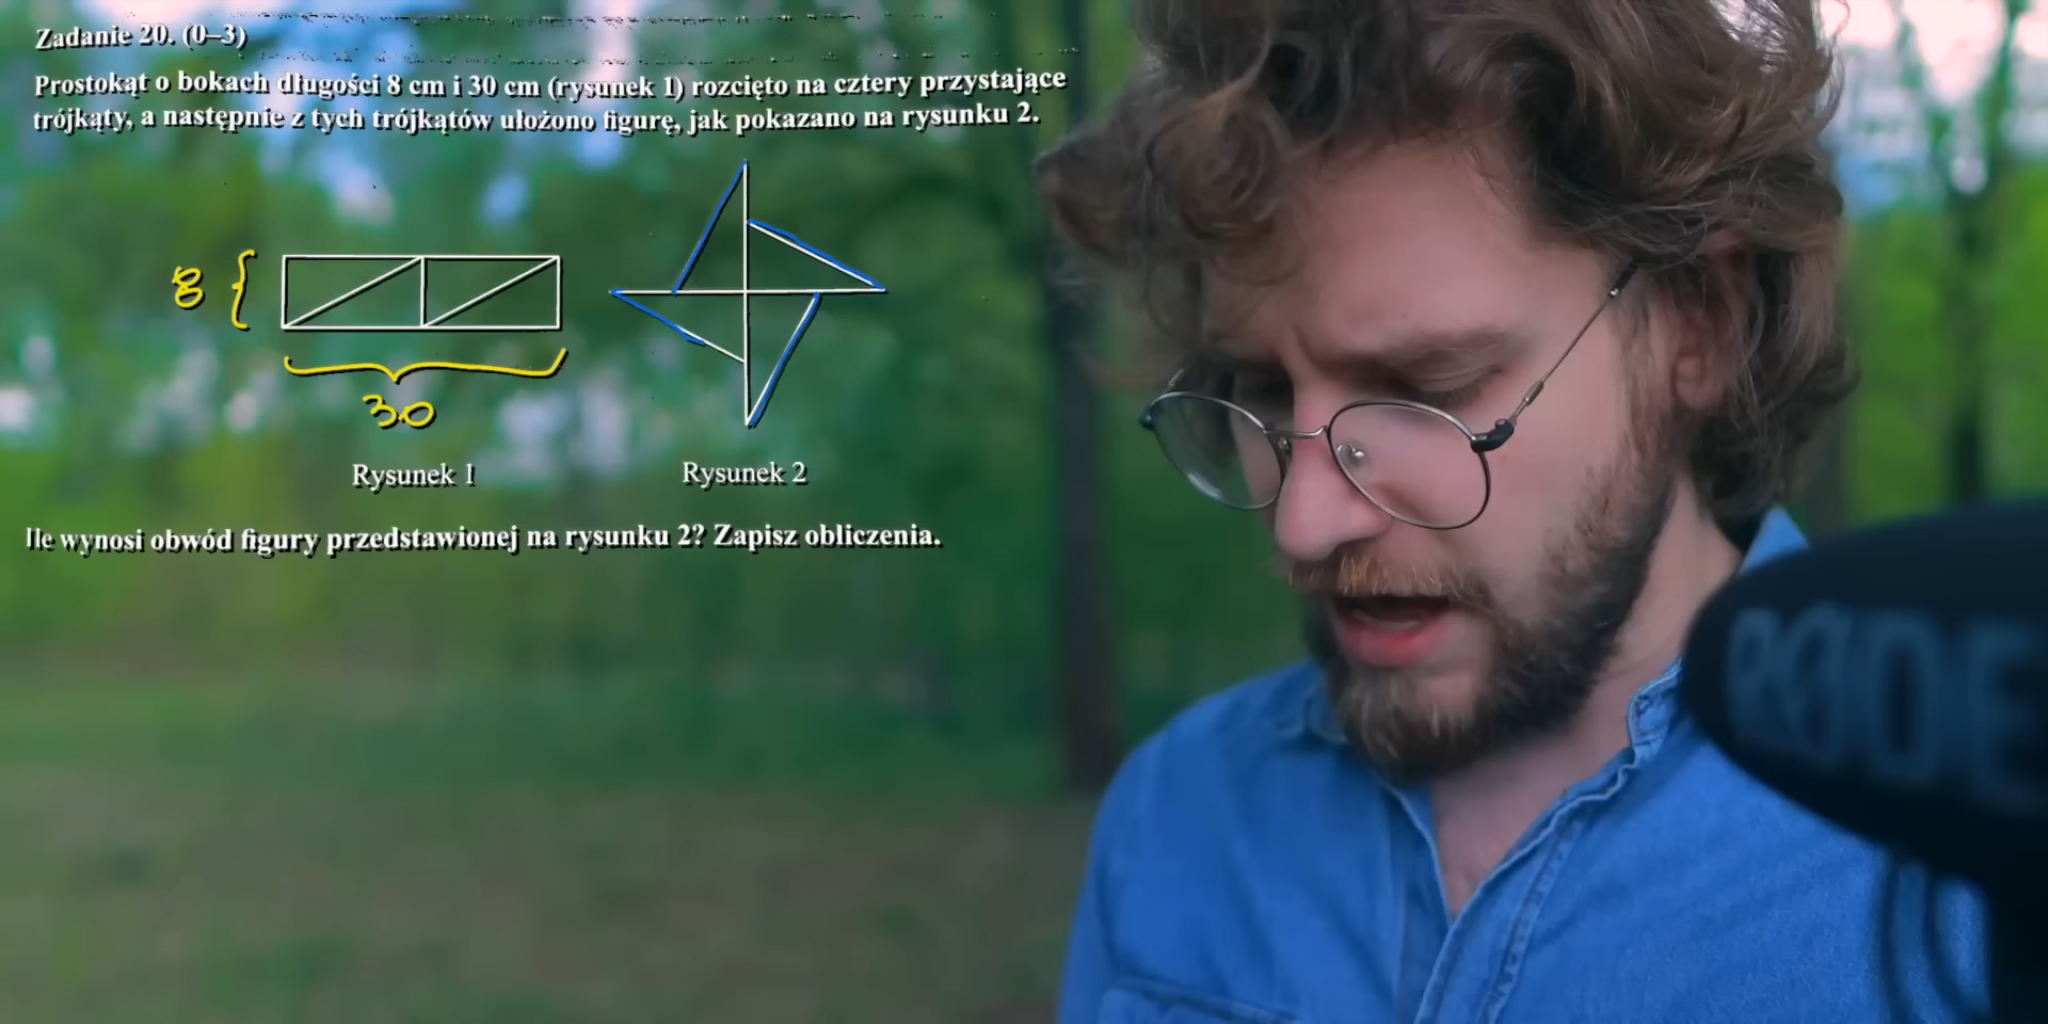 Zadanie 20. (0–3)
Prostokąt o bokach długości 8 cm i 30 cm (rysunek 1) rozcięto na cztery przystające
trójkąty, a następnie z tych trójkątów ułożono figurę, jak pokazano na rysunku 2.
8
30
Rysunek 1
Rysunek 2
Ile wynosi obwód figury przedstawionej na rysunku 2? Zapisz obliczenia.
RODE